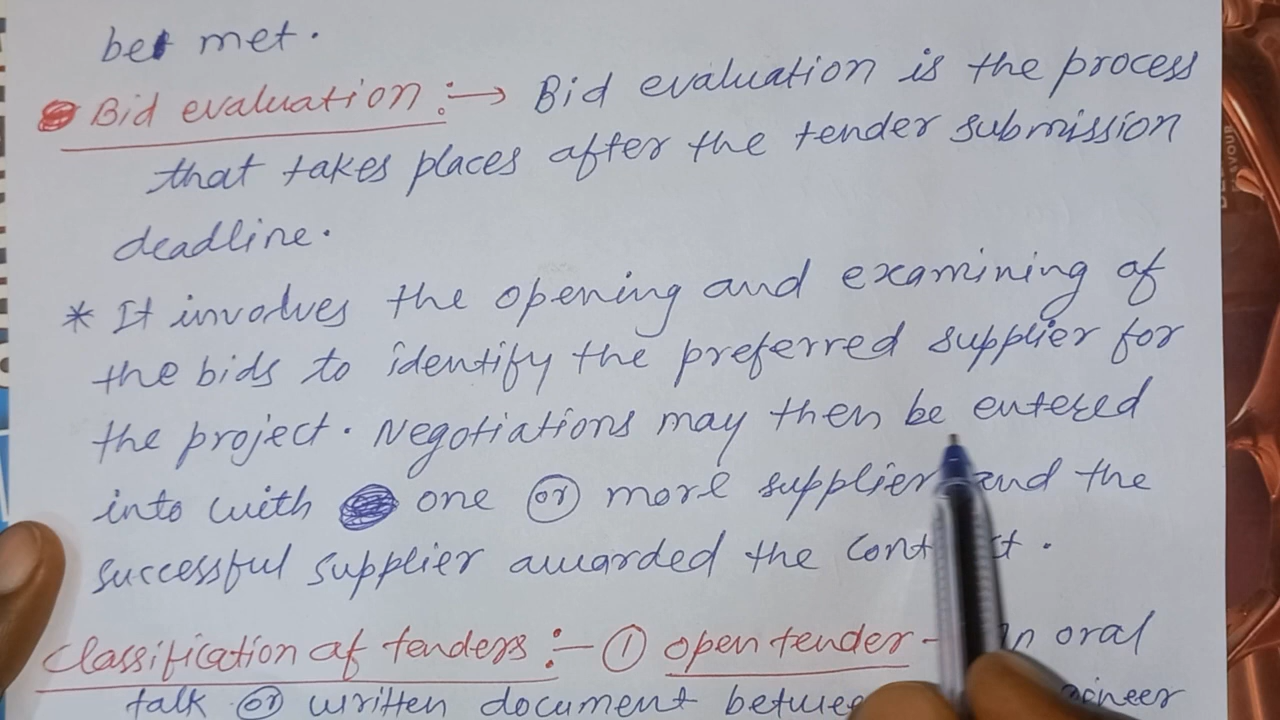 be met.
Bid evaluation :→ Bid evaluation is the process
that takes places after the tender submission
deadline.
* It involves the opening and examining of
the bids to identify the preferred supplier for
the project. Negotiations may then be entered
into with one or more supplier and the
successful supplier awarded the
Classification of tenders :- ① open tender - oral
talk or written document
FLAVOUR